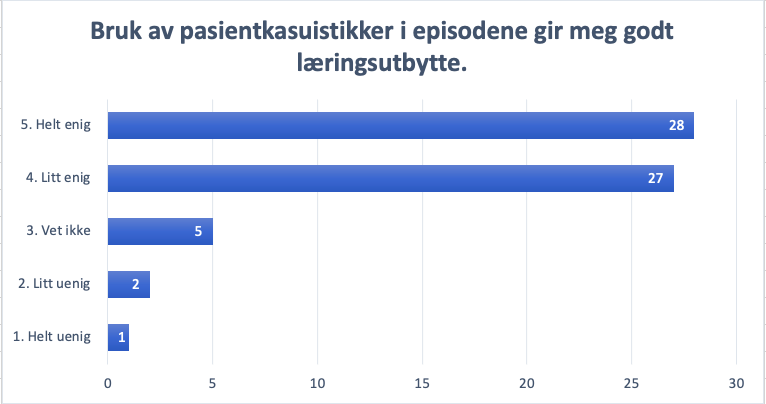 Bruk av pasientkasuistikker i episodene gir meg godt
læringsutbytte.
5. Helt enig
28
4. Litt enig
27
3. Vet ikke
5
2. Litt uenig
2
1. Helt uenig
1
0 5 10 15 20 25 30